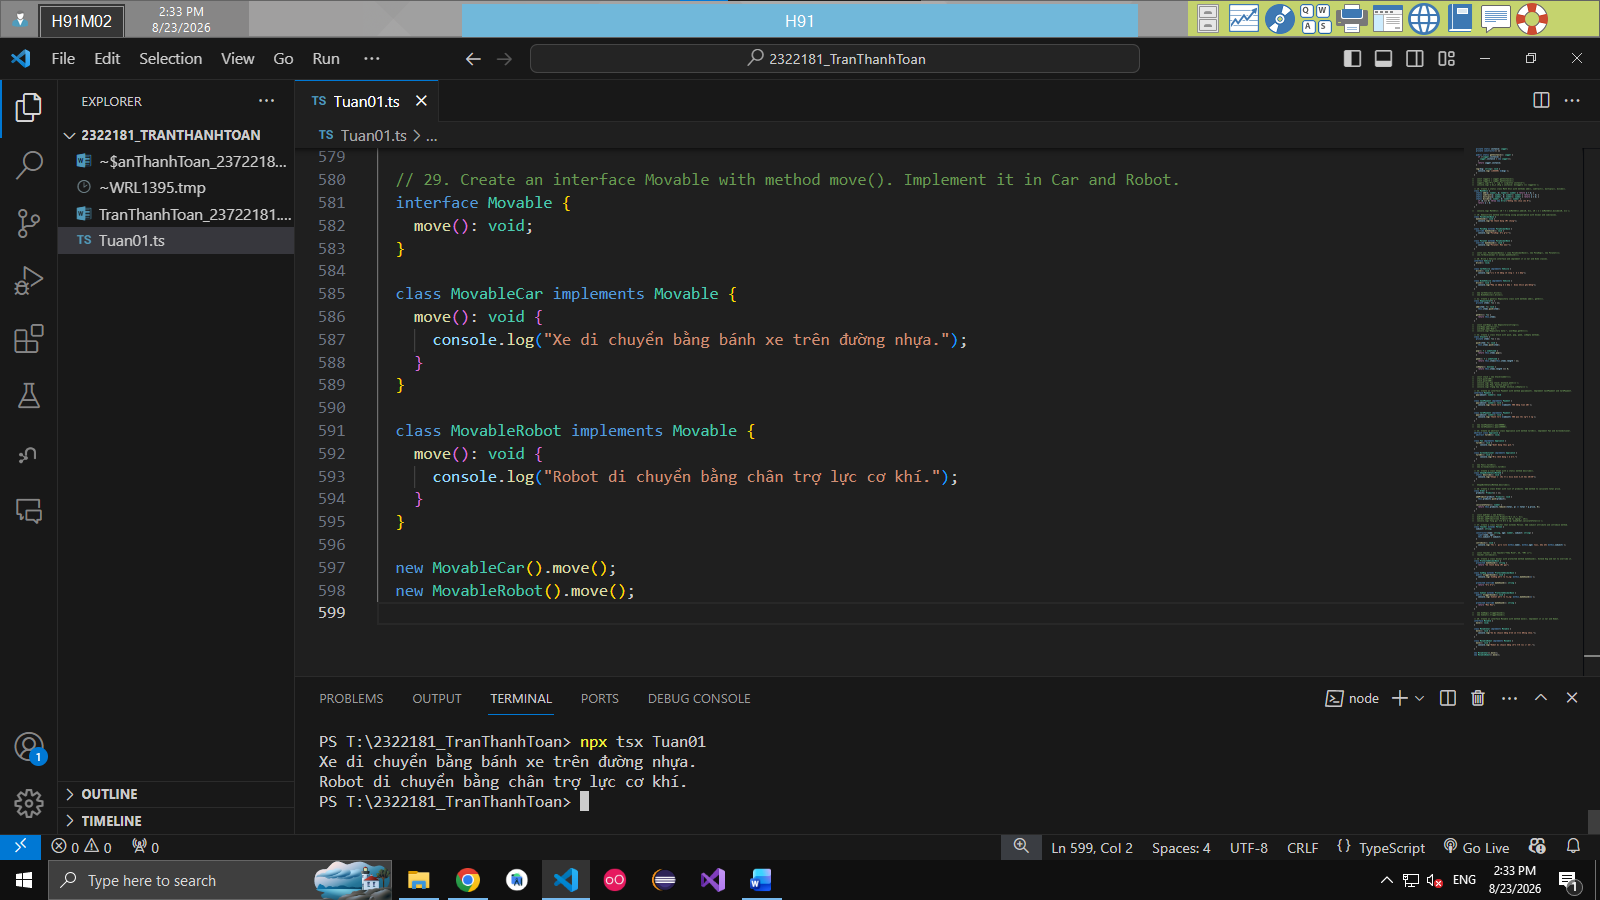 H91M02
2:33 PM
8/23/2026
H91
Q W
A S
File Edit Selection View Go Run ...
2322181_TranThanhToan
EXPLORER
TS Tuan01.ts
2322181_TRANTHANHTOAN
TS Tuan01.ts > ...
~$anThanhToan_2372218...
~WRL1395.tmp
TranThanhToan_23722181....
TS Tuan01.ts
579
580 // 29. Create an interface Movable with method move(). Implement it in Car and Robot.
581 interface Movable {
582 move(): void;
583 }
584
585 class MovableCar implements Movable {
586 move(): void {
587 console.log("Xe di chuyển bằng bánh xe trên đường nhựa.");
588 }
589 }
590
591 class MovableRobot implements Movable {
592 move(): void {
593 console.log("Robot di chuyển bằng chân trợ lực cơ khí.");
594 }
595 }
596
597 new MovableCar().move();
598 new MovableRobot().move();
599
PROBLEMS OUTPUT TERMINAL PORTS DEBUG CONSOLE
node
PS T:\2322181_TranThanhToan> npx tsx Tuan01
Xe di chuyển bằng bánh xe trên đường nhựa.
Robot di chuyển bằng chân trợ lực cơ khí.
PS T:\2322181_TranThanhToan>
1
OUTLINE
TIMELINE
0 0 0
Ln 599, Col 2 Spaces: 4 UTF-8 CRLF {} TypeScript Go Live
Type here to search
ENG
2:33 PM
8/23/2026
1